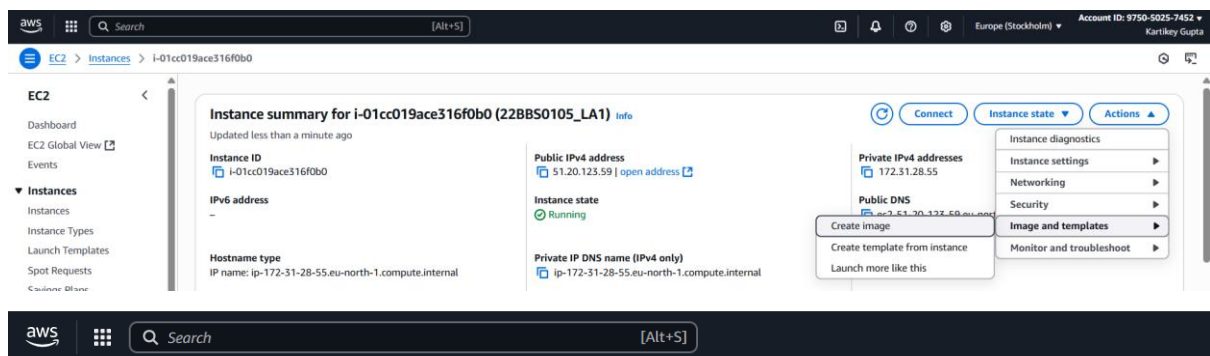 aws Search [Alt+S] Europe (Stockholm) Account ID: 9750-5025-7452
Kartikey Gupta
EC2 > Instances > i-01cc019ace316f0b0
EC2
Dashboard
EC2 Global View
Events
Instances
Instances
Instance Types
Launch Templates
Spot Requests
Savings Plans
Instance summary for i-01cc019ace316f0b0 (22BBS0105_LA1) Info
Updated less than a minute ago
Connect Instance state Actions
Instance ID
i-01cc019ace316f0b0
Public IPv4 address
51.20.123.59 | open address
Private IPv4 addresses
172.31.28.55
IPv6 address
–
Instance state
Running
Public DNS
Hostname type
IP name: ip-172-31-28-55.eu-north-1.compute.internal
Private IP DNS name (IPv4 only)
ip-172-31-28-55.eu-north-1.compute.internal
Instance diagnostics
Instance settings
Networking
Security
Image and templates
Monitor and troubleshoot
Create image
Create template from instance
Launch more like this
aws Search [Alt+S]